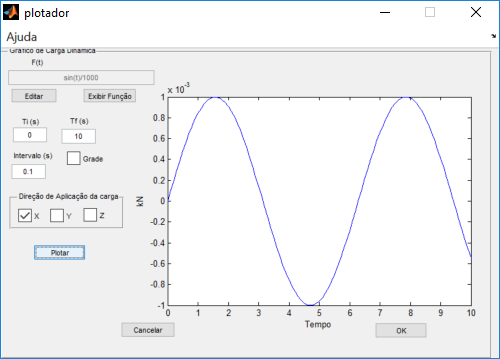 plotador
Ajuda
Gráfico de Carga Dinâmica
F(t)
sin(t)/1000
Editar
Exibir Função
Ti (s)
Tf (s)
0
10
Intervalo (s)
Grade
0.1
Direção de Aplicação da carga
X
Y
Z
Plotar
x 10⁻³
1
0.8
0.6
0.4
0.2
0
-0.2
-0.4
-0.6
-0.8
-1
kN
0 1 2 3 4 5 6 7 8 9 10
Tempo
Cancelar
OK